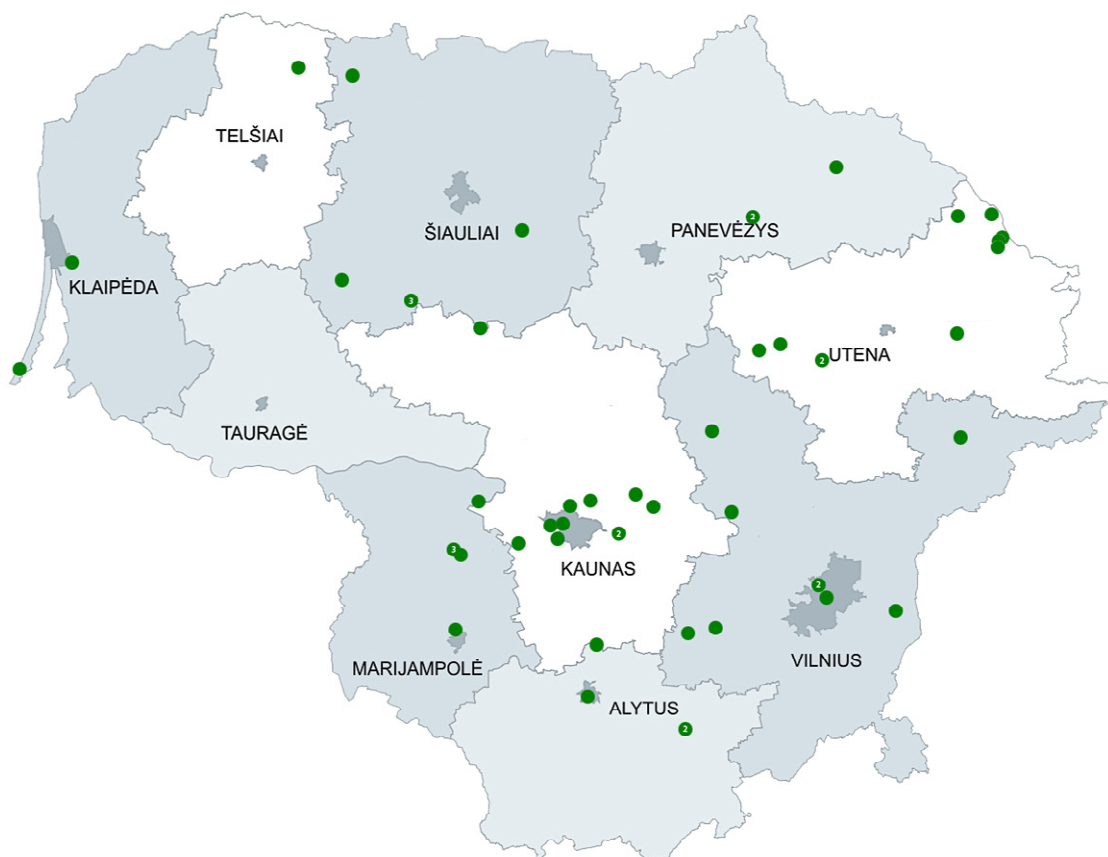 TELŠIAI
2
ŠIAULIAI
PANEVĖŽYS
KLAIPĖDA
3
UTENA
2
TAURAGĖ
2
3
KAUNAS
2
VILNIUS
MARIJAMPOLĖ
ALYTUS
2